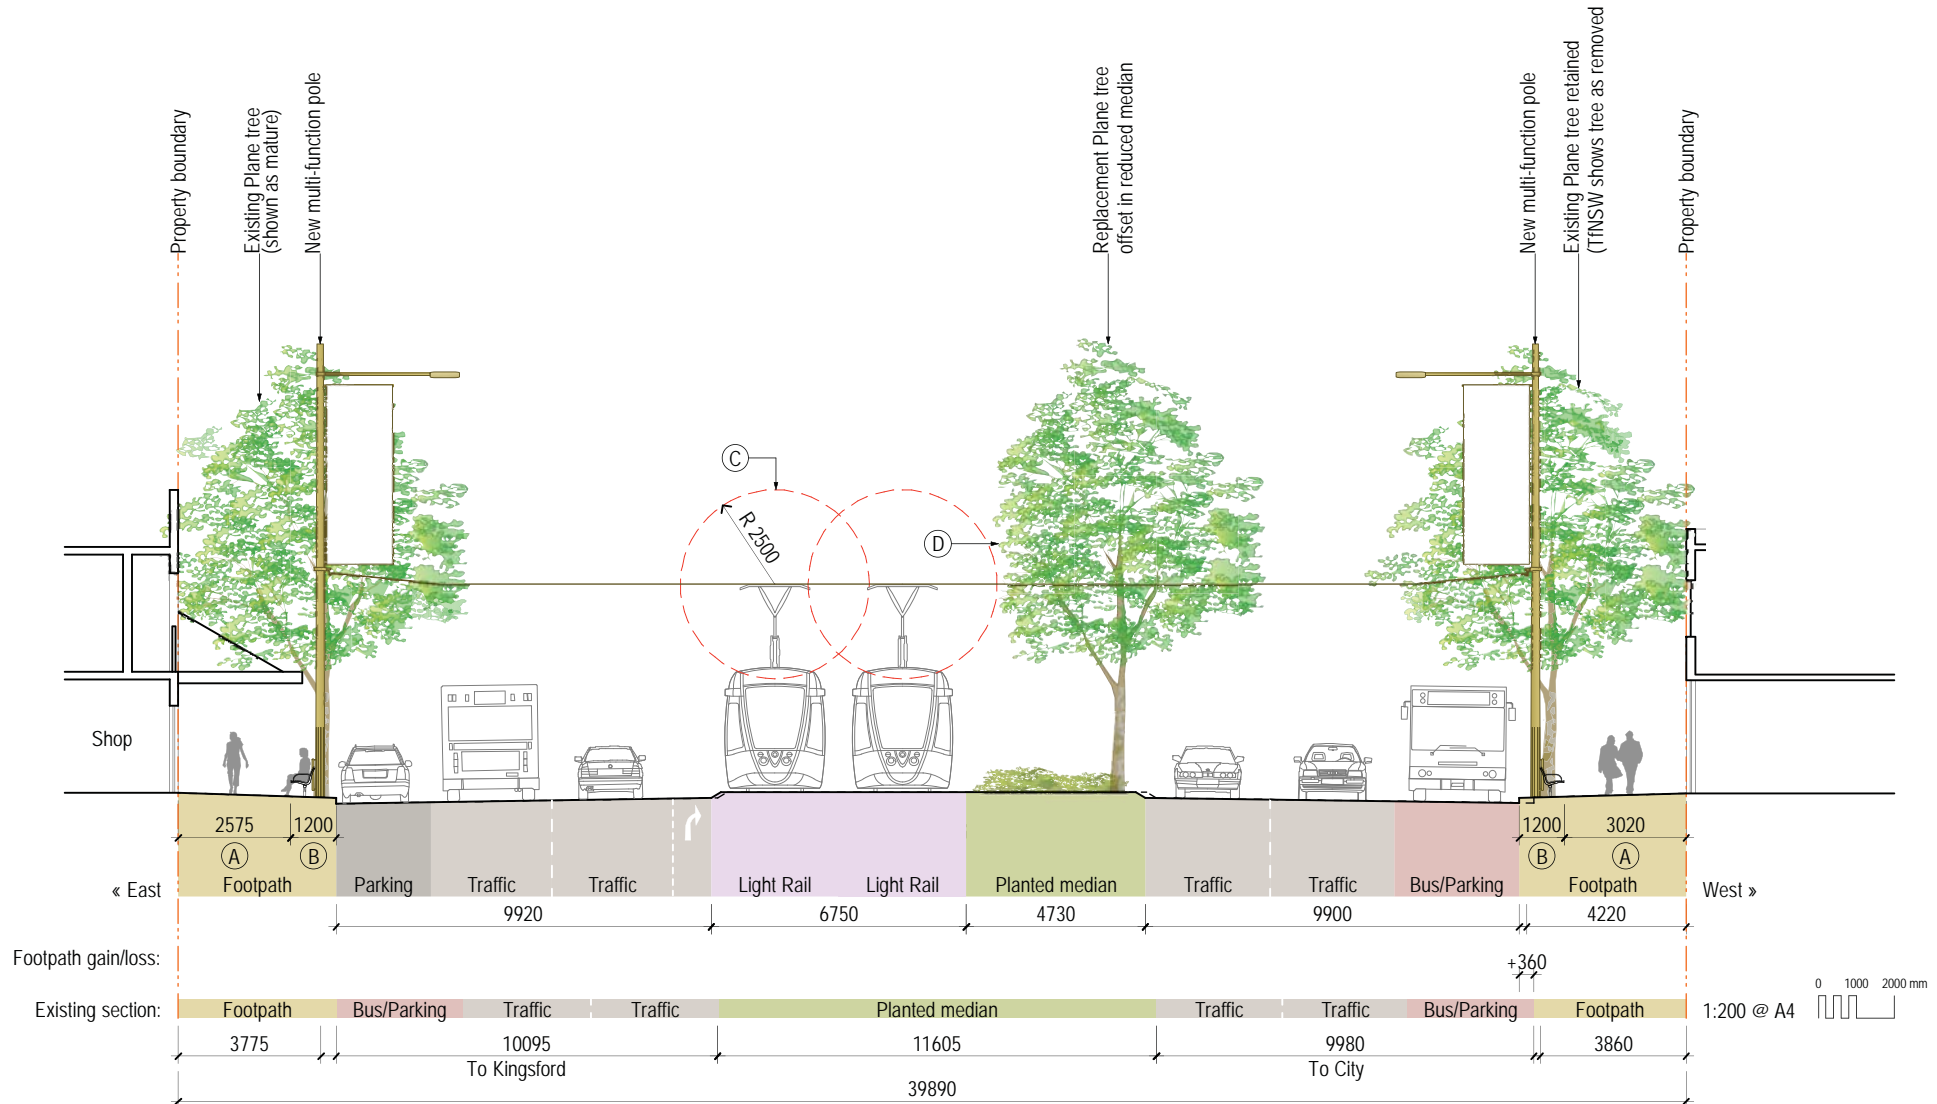 Property boundary
Existing Plane tree
(shown as mature)
New multi-function pole
Replacement Plane tree
offset in reduced median
New multi-function pole
Existing Plane tree retained
(TfNSW shows tree as removed
Property boundary
C
R 2500
D
Shop
2575
1200
1200
3020
A
B
B
A
« East
Footpath
Parking
Traffic
Traffic
Light Rail
Light Rail
Planted median
Traffic
Traffic
Bus/Parking
Footpath
West »
9920
6750
4730
9900
4220
Footpath gain/loss:
+360
Existing section:
Footpath
Bus/Parking
Traffic
Traffic
Planted median
Traffic
Traffic
Bus/Parking
Footpath
1:200 @ A4
0 1000 2000 mm
3775
10095
11605
9980
3860
To Kingsford
To City
39890